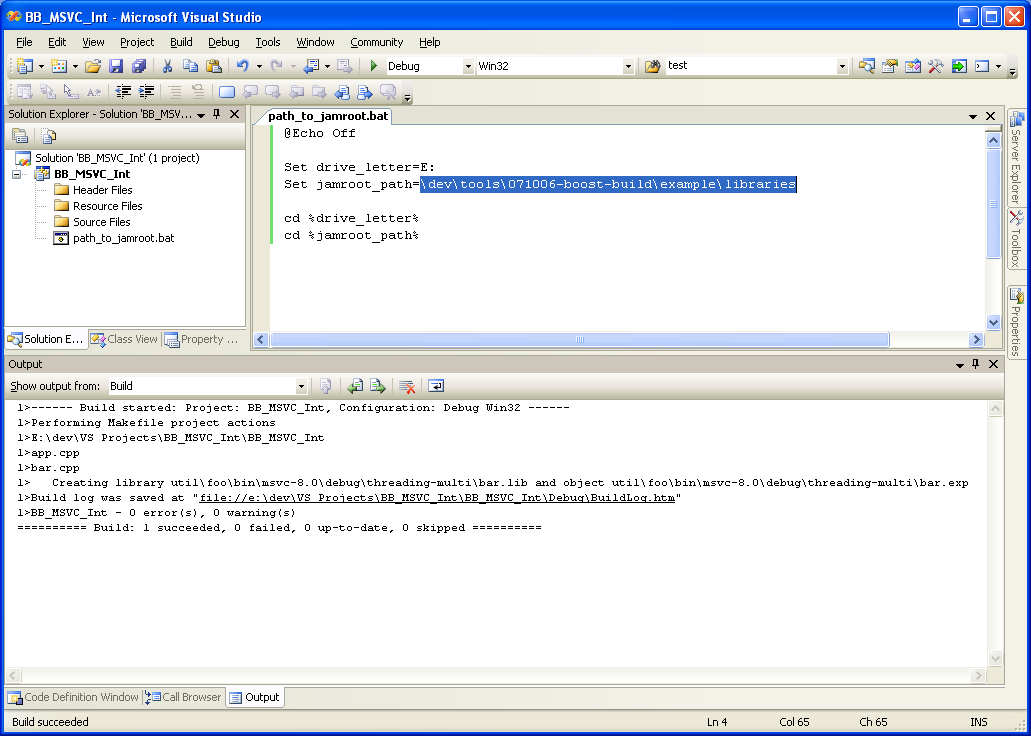 BB_MSVC_Int - Microsoft Visual Studio
File Edit View Project Build Debug Tools Window Community Help
Debug Win32 test
Solution Explorer - Solution 'BB_MSV...
Solution 'BB_MSVC_Int' (1 project)
BB_MSVC_Int
Header Files
Resource Files
Source Files
path_to_jamroot.bat
Solution E... Class View Property ...
path_to_jamroot.bat
@Echo Off
Set drive_letter=E:
Set jamroot_path=\dev\tools\071006-boost-build\example\libraries
cd %drive_letter%
cd %jamroot_path%
Server Explorer
Toolbox
Properties
Output
Show output from: Build
1>------ Build started: Project: BB_MSVC_Int, Configuration: Debug Win32 ------
1>Performing Makefile project actions
1>E:\dev\VS Projects\BB_MSVC_Int\BB_MSVC_Int
1>app.cpp
1>bar.cpp
1>   Creating library util\foo\bin\msvc-8.0\debug\threading-multi\bar.lib and object util\foo\bin\msvc-8.0\debug\threading-multi\bar.exp
1>Build log was saved at "file://e:\dev\VS Projects\BB_MSVC_Int\BB_MSVC_Int\Debug\BuildLog.htm"
1>BB_MSVC_Int - 0 error(s), 0 warning(s)
========== Build: 1 succeeded, 0 failed, 0 up-to-date, 0 skipped ==========
Code Definition Window Call Browser Output
Build succeeded Ln 4 Col 65 Ch 65 INS